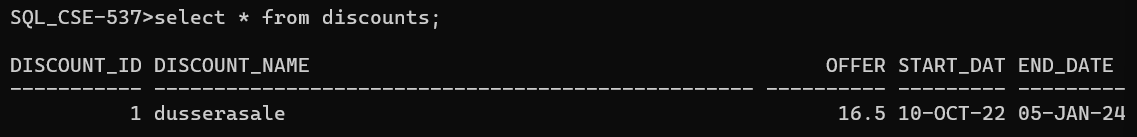 SQL_CSE-537>select * from discounts;
DISCOUNT_ID DISCOUNT_NAME OFFER START_DAT END_DATE
----------- -------------------------------------------------- ---------- --------- ---------
1 dusserasale 16.5 10-OCT-22 05-JAN-24